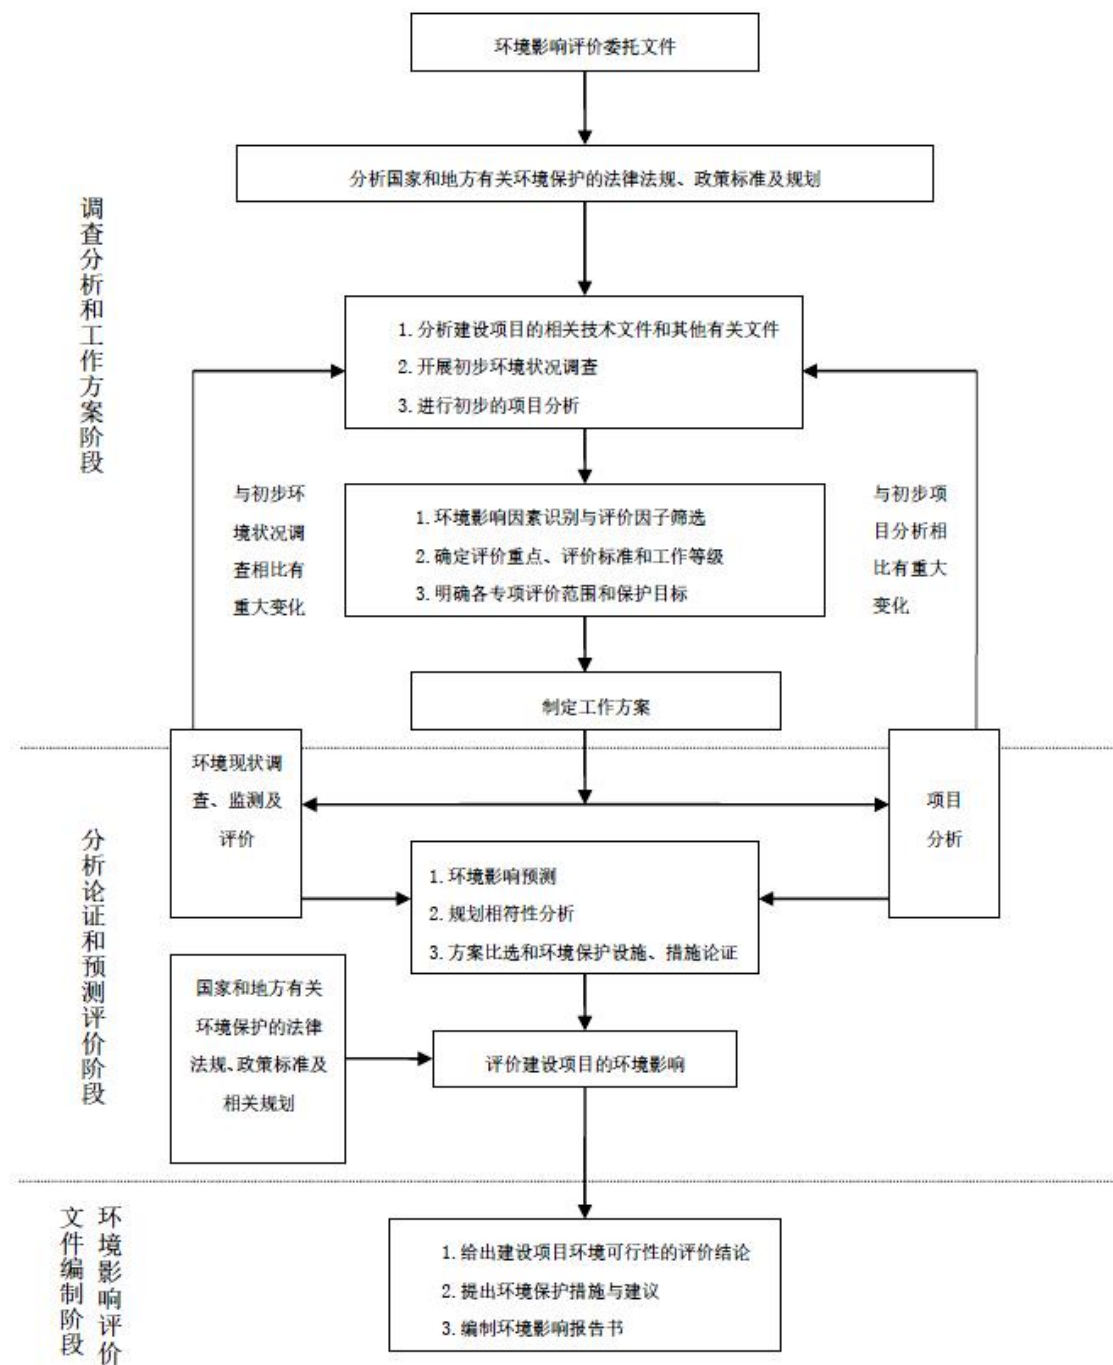 环境影响评价委托文件
分析国家和地方有关环境保护的法律法规、政策标准及规划
调查分析和工作方案阶段
1.分析建设项目的相关技术文件和其他有关文件
2.开展初步环境状况调查
3.进行初步的项目分析
与初步环
境状况调
查相比有
重大变化
1.环境影响因素识别与评价因子筛选
2.确定评价重点、评价标准和工作等级
3.明确各专项评价范围和保护目标
与初步项
目分析相
比有重大
变化
制定工作方案
环境现状调
查、监测及
评价
项目
分析
分析论证和预测评价阶段
1.环境影响预测
2.规划相符性分析
3.方案比选和环境保护设施、措施论证
国家和地方有关
环境保护的法律
法规、政策标准及
相关规划
评价建设项目的环境影响
环境影响评价
文件编制阶段
1.给出建设项目环境可行性的评价结论
2.提出环境保护措施与建议
3.编制环境影响报告书